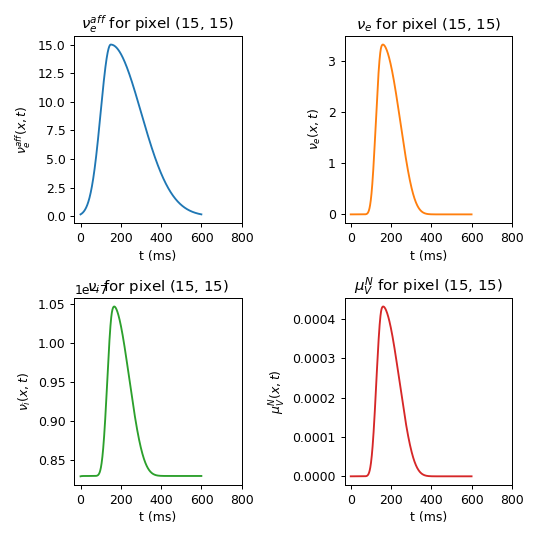 ν_e^{aff} for pixel (15, 15)
ν_e^{aff}(x, t)
15.0
12.5
10.0
7.5
5.0
2.5
0.0
0 200 400 600 800
t (ms)
ν_e for pixel (15, 15)
ν_e(x, t)
3
2
1
0
0 200 400 600 800
t (ms)
for pixel (15, 15)
ν_i(x, t)
1.05
1.00
0.95
0.90
0.85
0 200 400 600 800
t (ms)
μ_V^N for pixel (15, 15)
μ_V^N(x, t)
0.0004
0.0003
0.0002
0.0001
0.0000
0 200 400 600 800
t (ms)